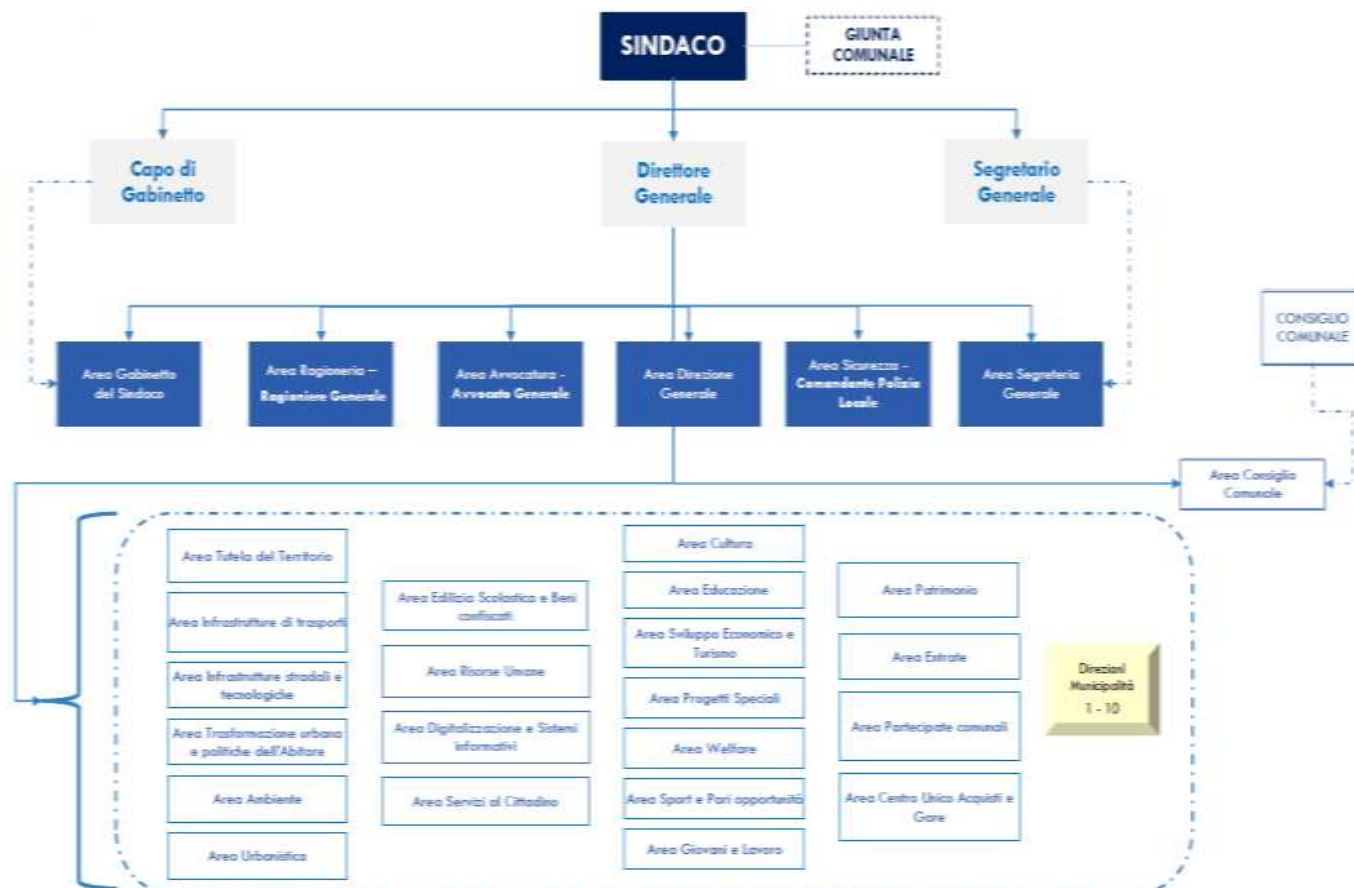 SINDACO
GIUNTA
COMUNALE
Capo di
Gabinetto
Direttore
Generale
Segretario
Generale
CONSIGLIO
COMUNALE
Area Gabinetto
del Sindaco
Area Ragioneria –
Ragioniere Generale
Area Avvocatura -
Avvocato Generale
Area Direzione
Generale
Area Sicurezza -
Comandante Polizia
Locale
Area Segreteria
Generale
Area Consiglio
Comunale
Area Tutela del Territorio
Area Infrastrutture di trasporti
Area Infrastrutture stradali e
tecnologiche
Area Trasformazione urbana
e politiche dell'Abitare
Area Ambiente
Area Urbanistica
Area Edilizia Scolastica e Beni
confiscati
Area Risorse Umane
Area Digitalizzazione e Sistemi
informativi
Area Servizi al Cittadino
Area Cultura
Area Educazione
Area Sviluppo Economico e
Turismo
Area Progetti Speciali
Area Welfare
Area Sport e Pari opportunità
Area Giovani e Lavoro
Area Patrimonio
Area Entrate
Area Partecipate comunali
Area Centro Unico Acquisti e
Gare
Direzioni
Municipalità
1 - 10